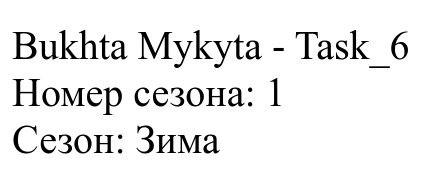 Bukhta Mykyta - Task_6
Номер сезона: 1
Сезон: Зима